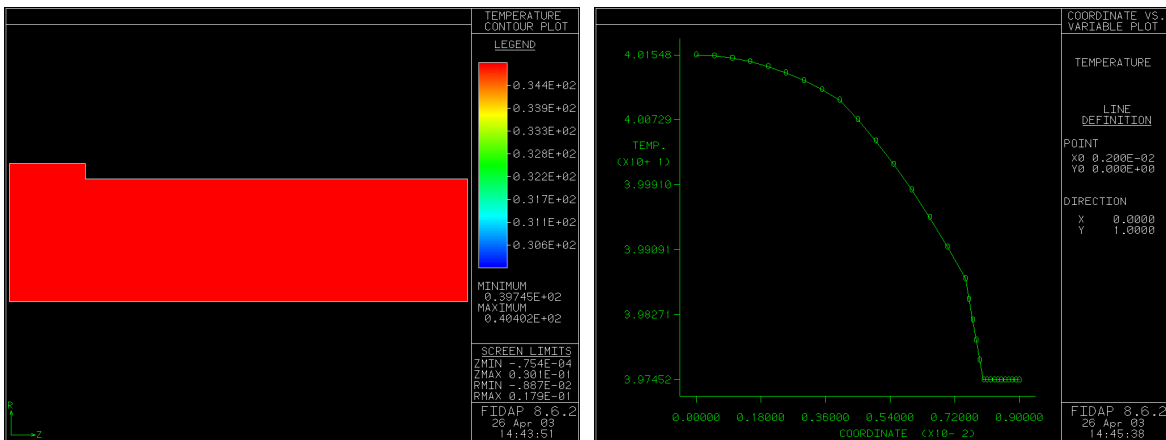 TEMPERATURE
CONTOUR PLOT
LEGEND
0.344E+02
0.339E+02
0.333E+02
0.328E+02
0.322E+02
0.317E+02
0.311E+02
0.306E+02
MINIMUM
0.39745E+02
MAXIMUM
0.40402E+02
SCREEN LIMITS
ZMIN -.754E-04
ZMAX 0.301E-01
RMIN -.887E-02
RMAX 0.179E-01
FIDAP 8.6.2
26 Apr 03
14:43:51
R
Z
COORDINATE VS.
VARIABLE PLOT
TEMPERATURE
LINE
DEFINITION
POINT
X0 0.200E-02
Y0 0.000E+00
DIRECTION
X 0.0000
Y 1.0000
FIDAP 8.6.2
26 Apr 03
14:45:38
4.01548
4.00729
TEMP.
(X10+ 1)
3.99910
3.99091
3.98271
3.97452
0.00000 0.18000 0.36000 0.54000 0.72000 0.90000
COORDINATE (X10- 2)